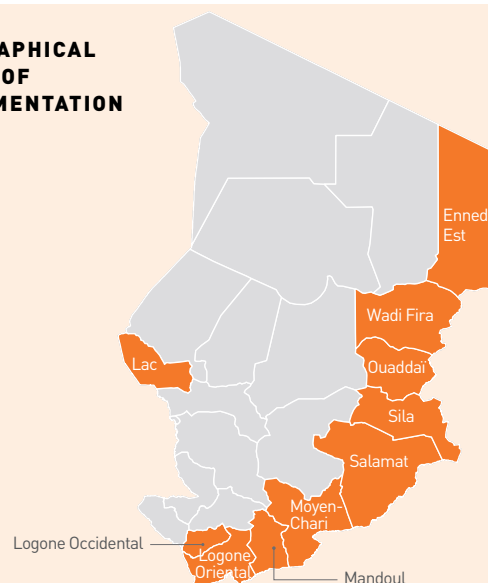 APHICAL
OF
MENTATION
Enned
Est
Wadi Fira
Lac
Ouaddaï
Sila
Salamat
Moyen-
Chari
Logone Occidental
Logone
Oriental
Mandoul